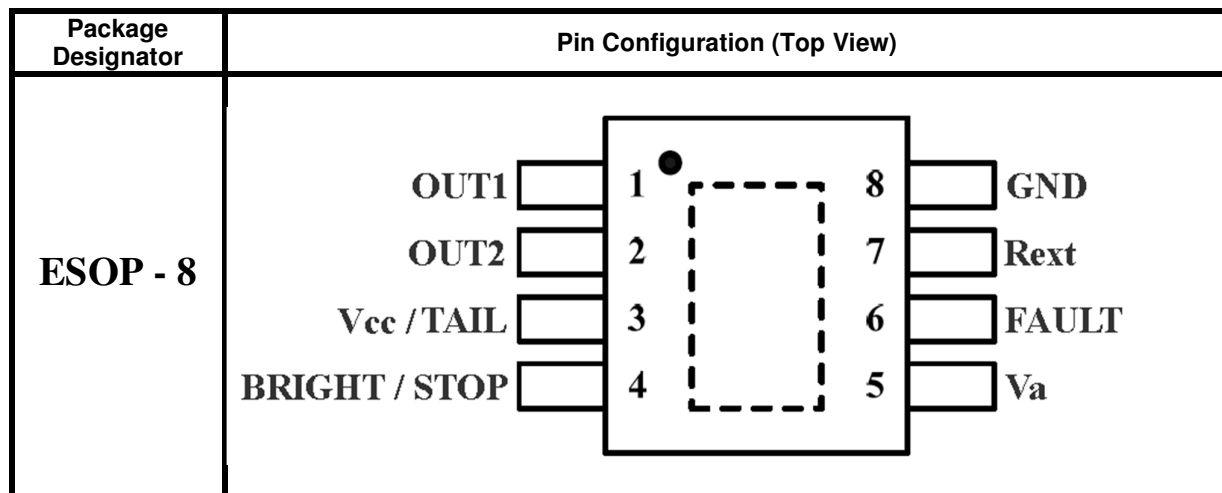 Package
Designator
Pin Configuration (Top View)
ESOP - 8
OUT1 1 8 GND
OUT2 2 7 Rext
Vcc / TAIL 3 6 FAULT
BRIGHT / STOP 4 5 Va